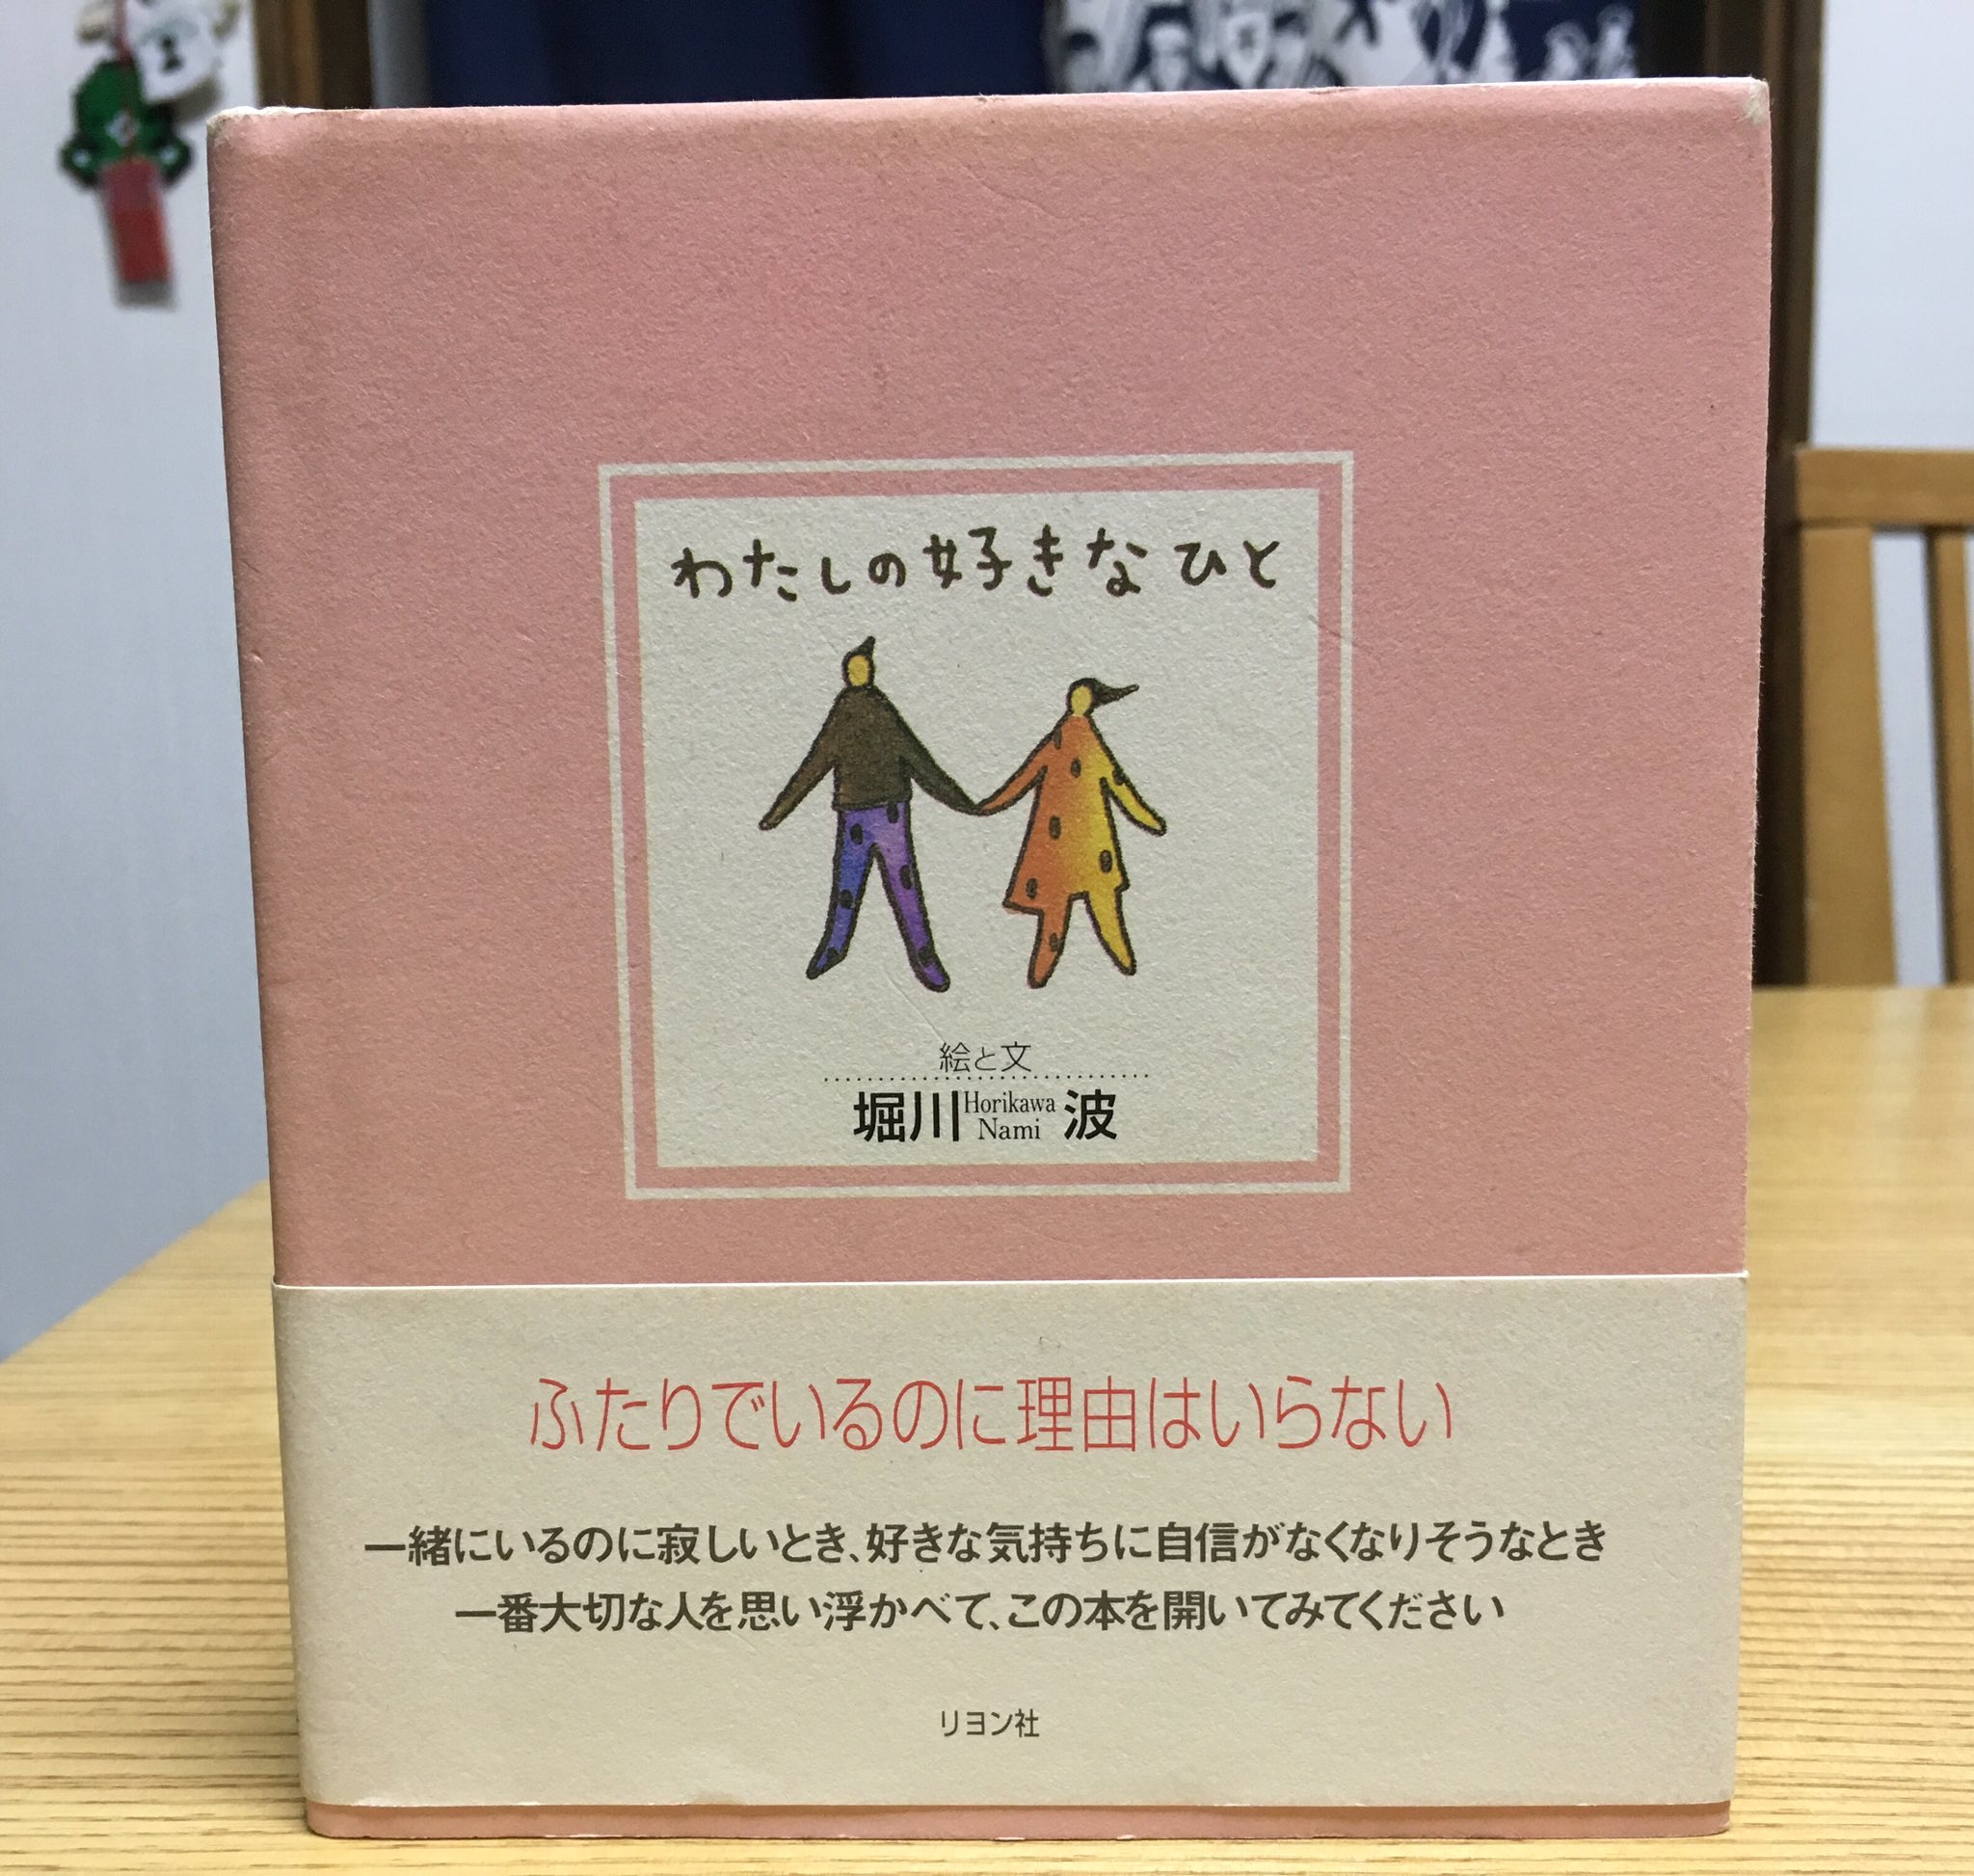 わたしの好きなひと
絵と文
堀川 Horikawa Nami 波
ふたりでいるのに理由はいらない
一緒にいるのに寂しいとき、好きな気持ちに自信がなくなりそうなとき
一番大切な人を思い浮かべて、この本を開いてみてください
リヨン社